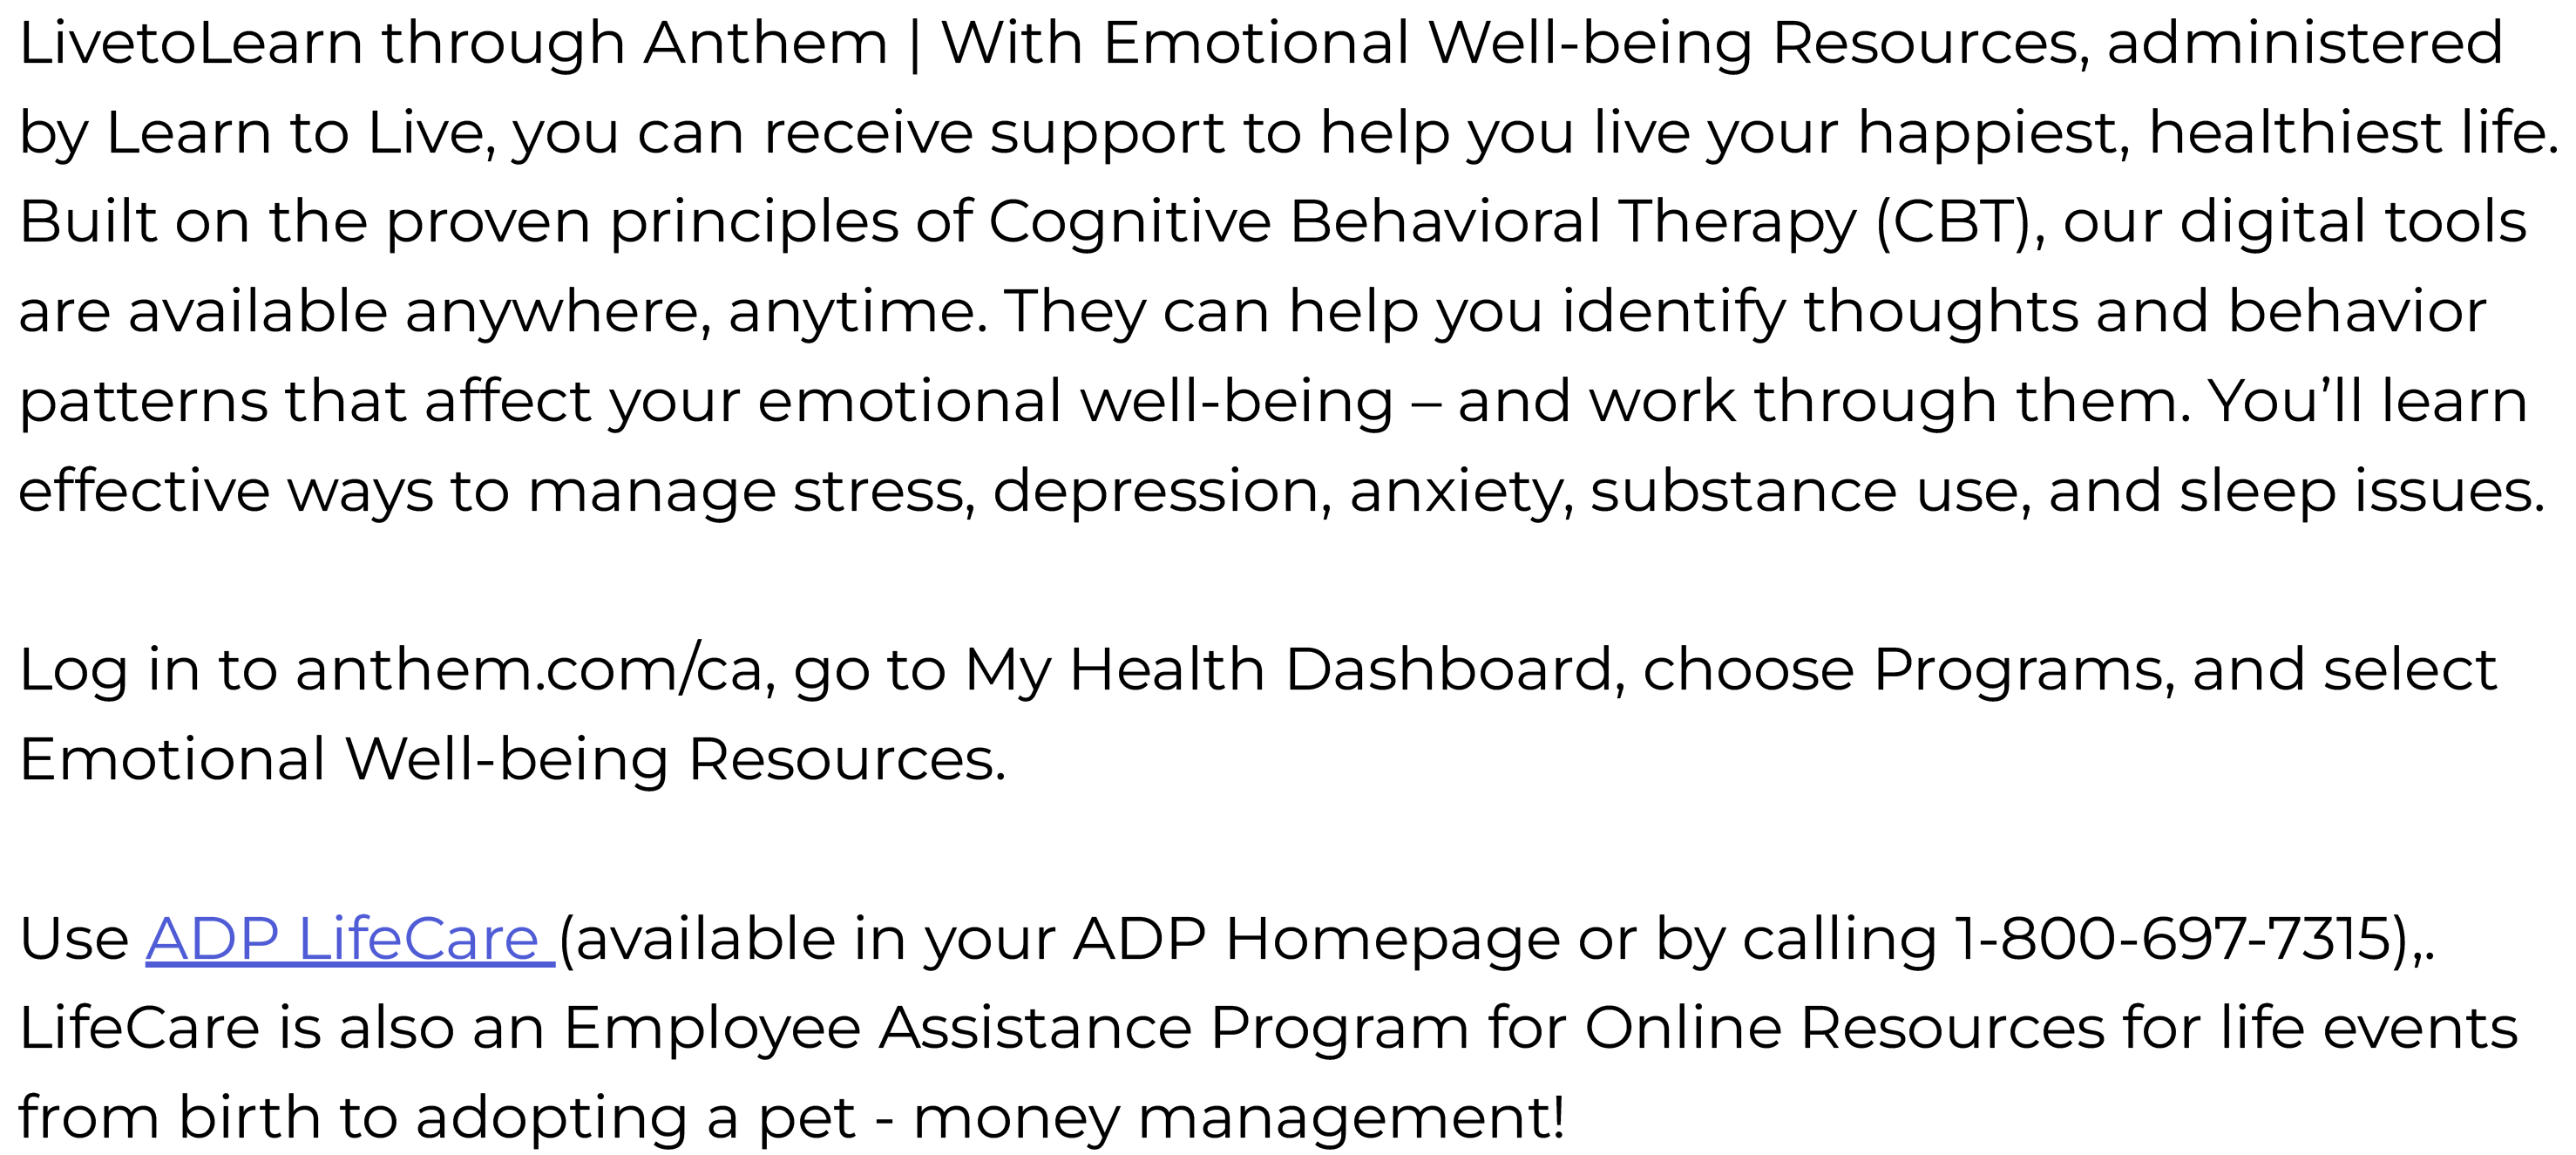 LivetoLearn through Anthem | With Emotional Well-being Resources, administered
by Learn to Live, you can receive support to help you live your happiest, healthiest life.
Built on the proven principles of Cognitive Behavioral Therapy (CBT), our digital tools
are available anywhere, anytime. They can help you identify thoughts and behavior
patterns that affect your emotional well-being – and work through them. You’ll learn
effective ways to manage stress, depression, anxiety, substance use, and sleep issues.
Log in to anthem.com/ca, go to My Health Dashboard, choose Programs, and select
Emotional Well-being Resources.
Use ADP LifeCare (available in your ADP Homepage or by calling 1-800-697-7315),.
LifeCare is also an Employee Assistance Program for Online Resources for life events
from birth to adopting a pet - money management!